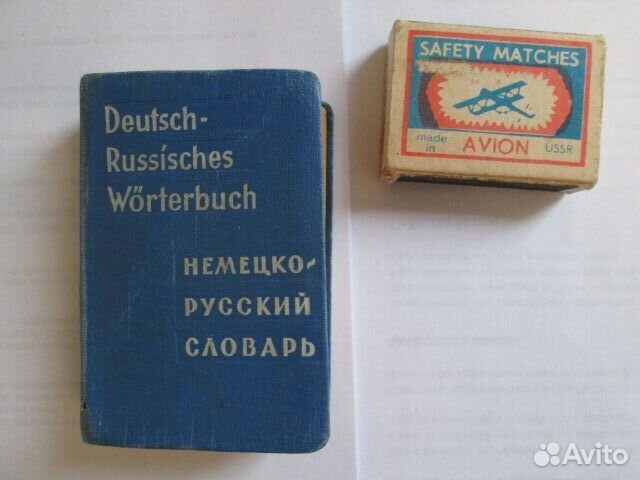 Deutsch-
Russisches
Wörterbuch
НЕМЕЦКО-
РУССКИЙ
СЛОВАРЬ
SAFETY MATCHES
made
in
AVION
USSR
Avito